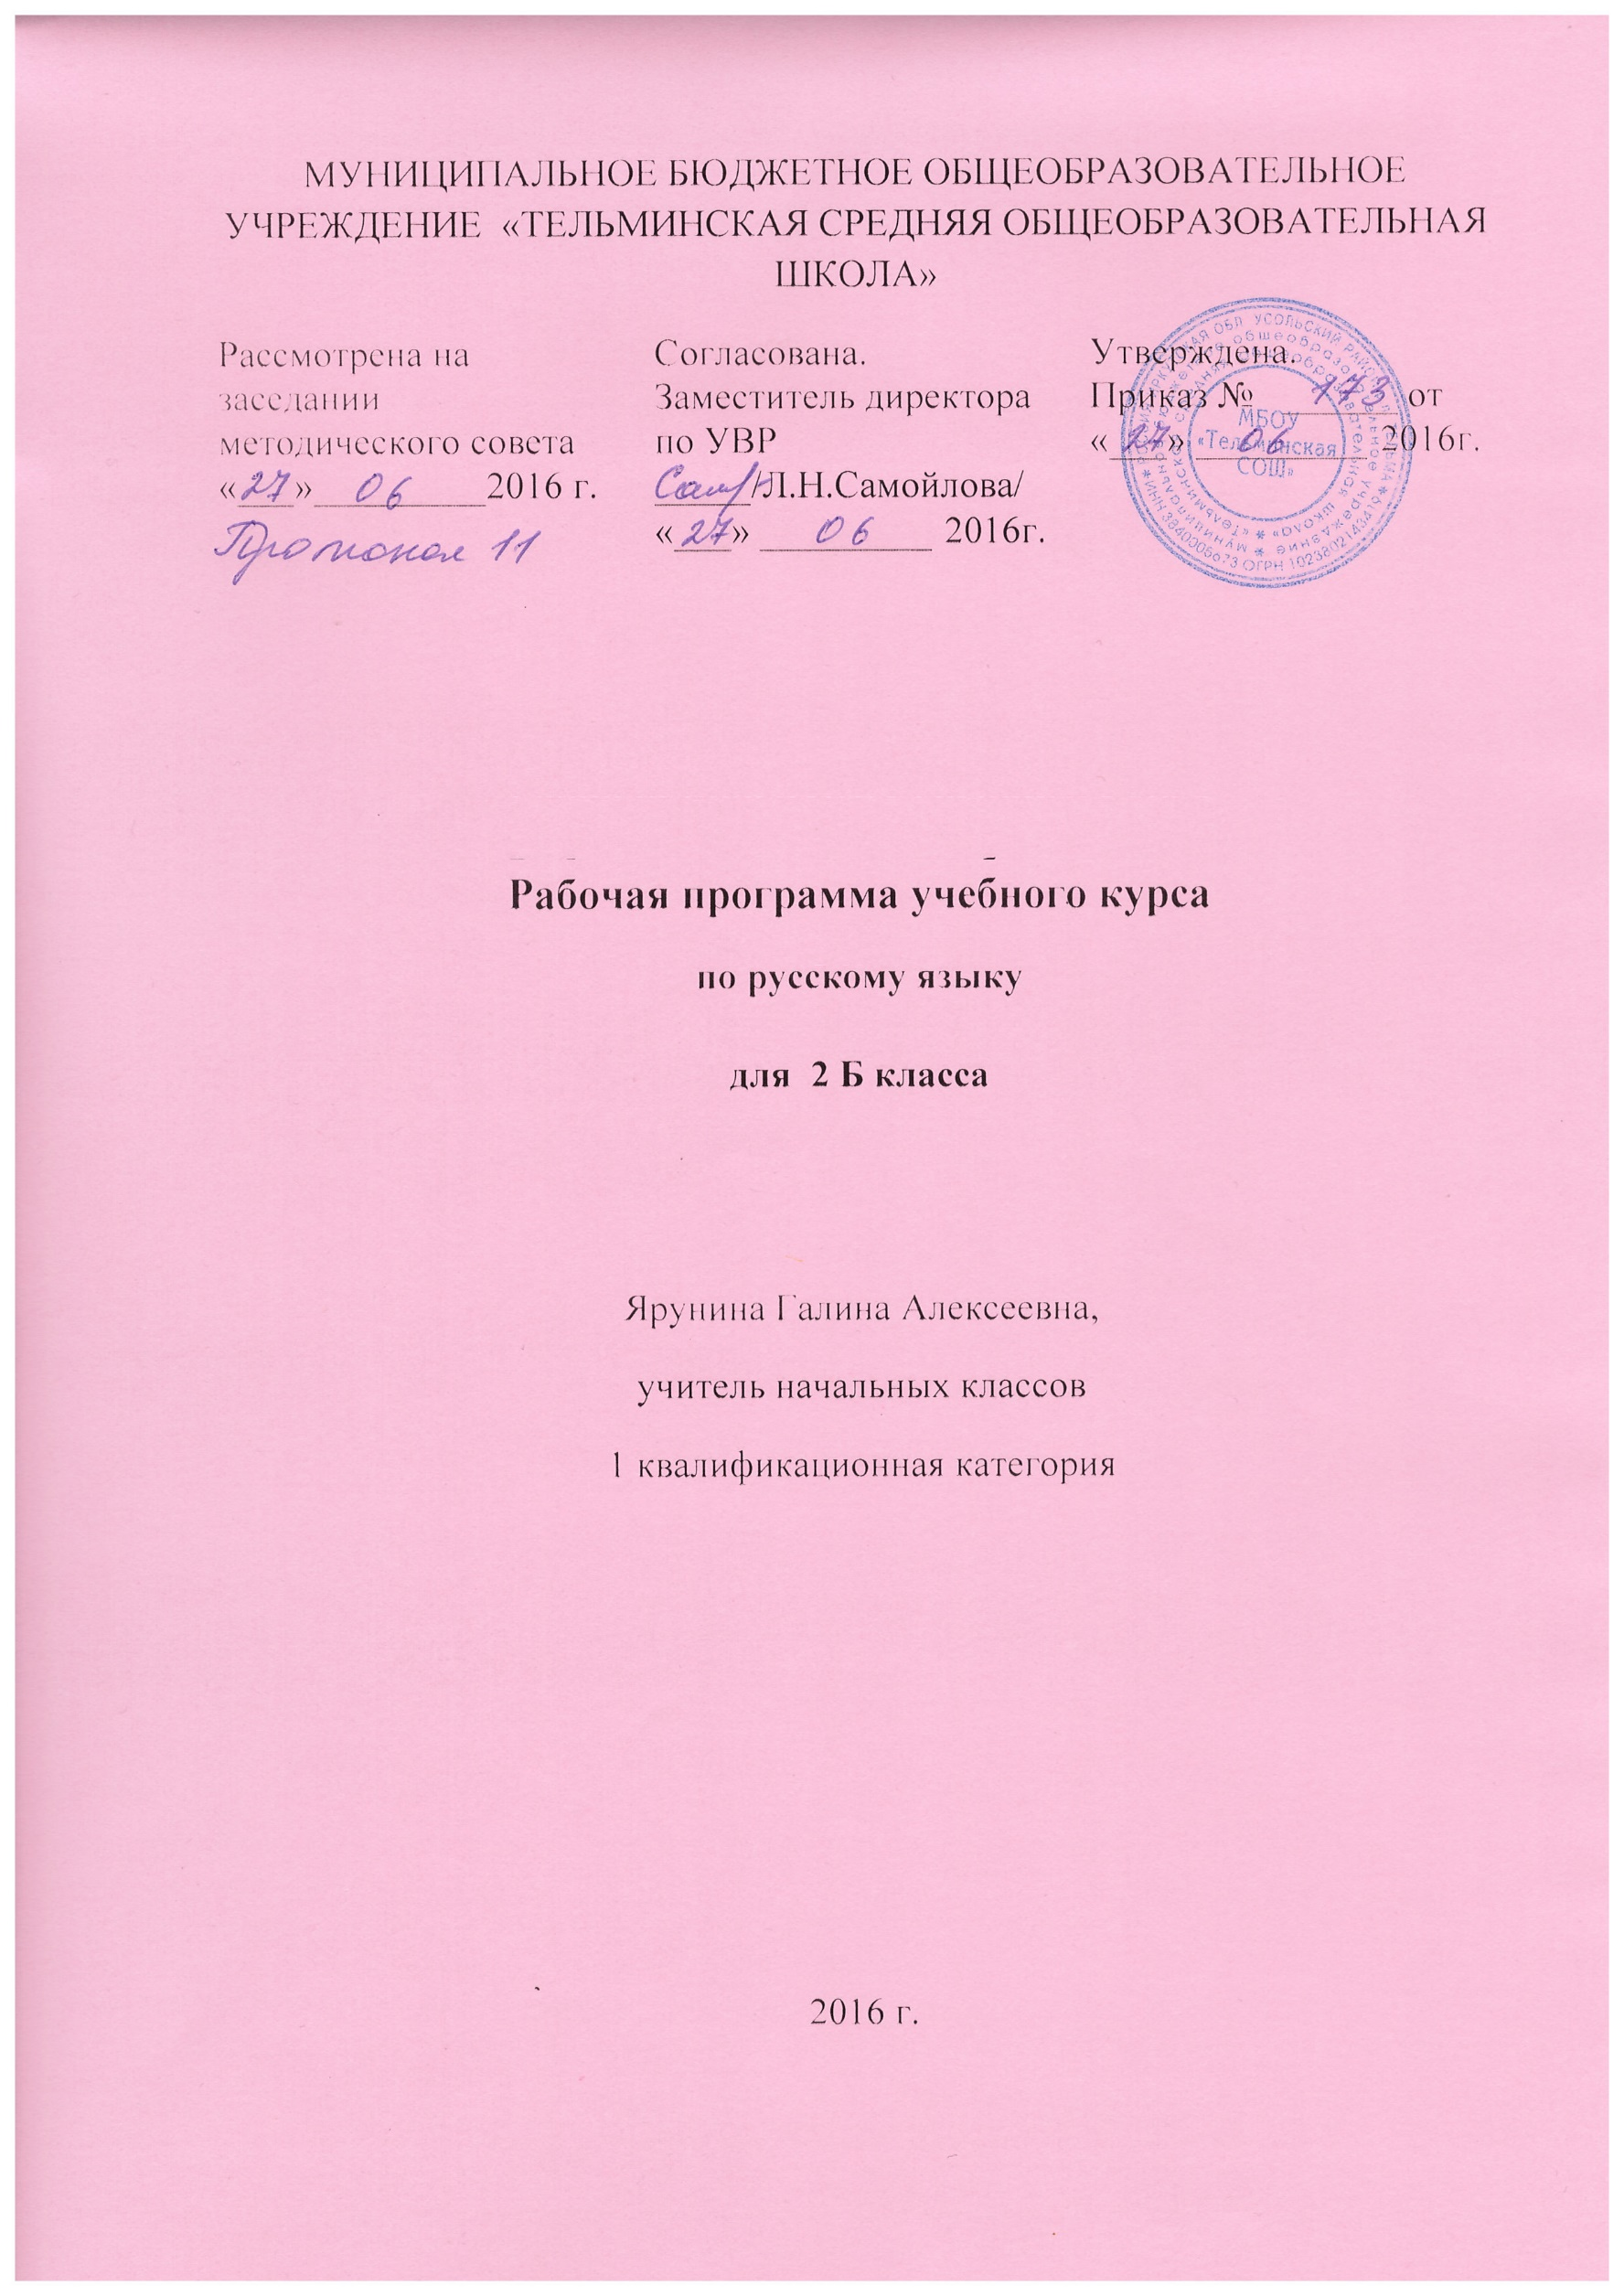 МУНИЦИПАЛЬНОЕ БЮДЖЕТНОЕ ОБЩЕОБРАЗОВАТЕЛЬНОЕ
УЧРЕЖДЕНИЕ «ТЕЛЬМИНСКАЯ СРЕДНЯЯ ОБЩЕОБРАЗОВАТЕЛЬНАЯ
ШКОЛА»
Рассмотрена на
заседании
методического совета
«27» 06 2016 г.
Протокол 11
Согласована.
Заместитель директора
по УВР
/Л.Н.Самойлова/
«27» 06 2016г.
Утверждена.
Приказ № 173 от
«27» 06 2016г.
МБОУ
«Тельминская
СОШ»
Рабочая программа учебного курса
по русскому языку
для 2 Б класса
Ярунина Галина Алексеевна,
учитель начальных классов
1 квалификационная категория
2016 г.